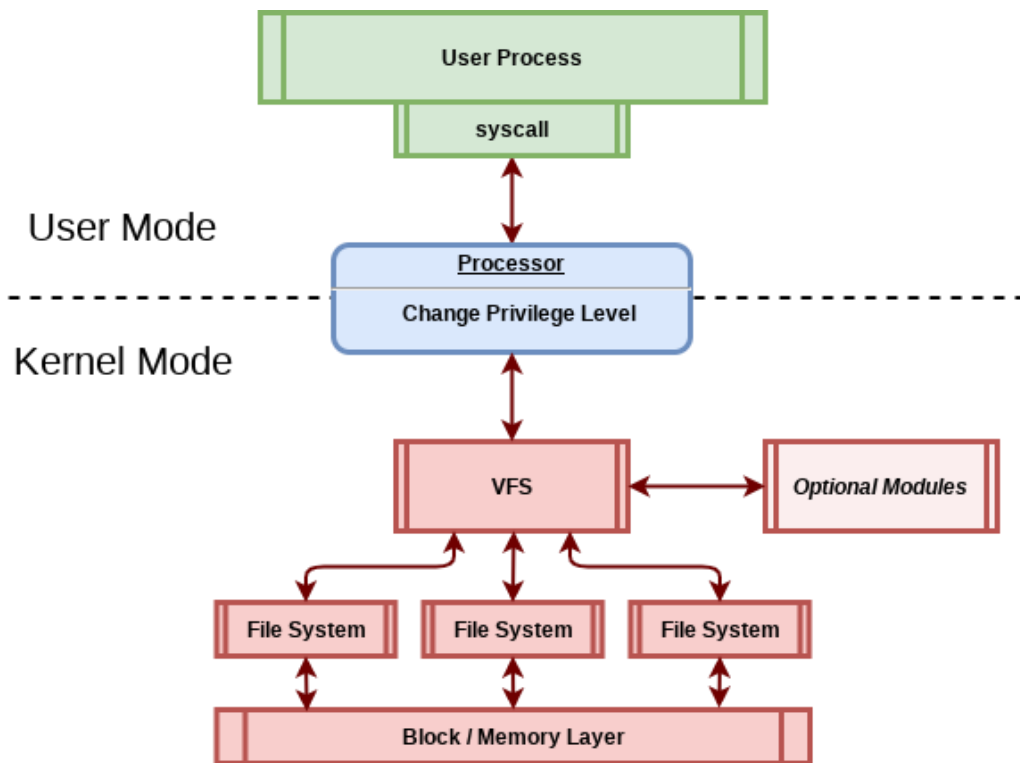 User Process
syscall
User Mode
Processor
Change Privilege Level
Kernel Mode
VFS
Optional Modules
File System
File System
File System
Block / Memory Layer